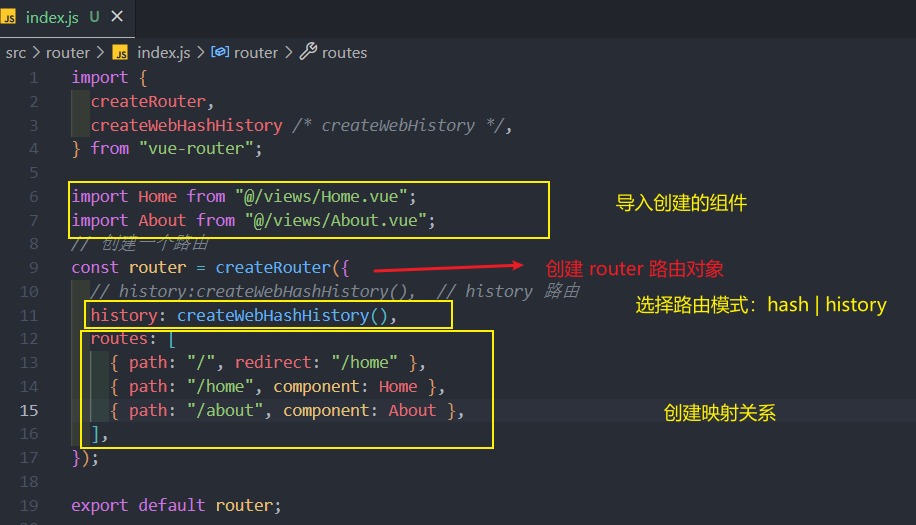 JS index.js U ×
src > router > JS index.js > router > routes
1 import {
2 createRouter,
3 createWebHashHistory /* createWebHistory */,
4 } from "vue-router";
5
6 import Home from "@/views/Home.vue";
7 import About from "@/views/About.vue";
导入创建的组件
8 // 创建一个路由
9 const router = createRouter({
创建 router 路由对象
10 // history:createWebHashHistory(), // history 路由
选择路由模式：hash | history
11 history: createWebHashHistory(),
12 routes: [
13 { path: "/", redirect: "/home" },
14 { path: "/home", component: Home },
15 { path: "/about", component: About },
创建映射关系
16 ],
17 });
18
19 export default router;